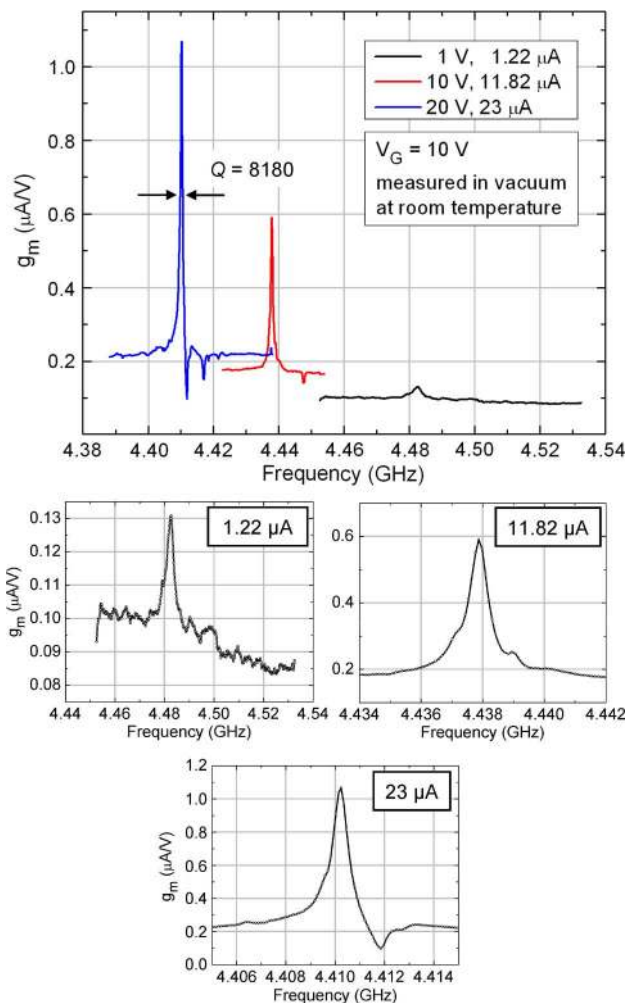 1.0
0.8
0.6
0.4
0.2
g_m (μA/V)
1 V, 1.22 μA
10 V, 11.82 μA
20 V, 23 μA
V_G = 10 V
measured in vacuum
at room temperature
Q = 8180
4.38 4.40 4.42 4.44 4.46 4.48 4.50 4.52 4.54
Frequency (GHz)
0.13
0.12
0.11
0.10
0.09
0.08
g_m (μA/V)
1.22 μA
4.44 4.46 4.48 4.50 4.52 4.54
Frequency (GHz)
0.6
0.4
0.2
11.82 μA
4.434 4.436 4.438 4.440 4.442
Frequency (GHz)
1.2
1.0
0.8
0.6
0.4
0.2
0.0
g_m (μA/V)
23 μA
4.406 4.408 4.410 4.412 4.414
Frequency (GHz)